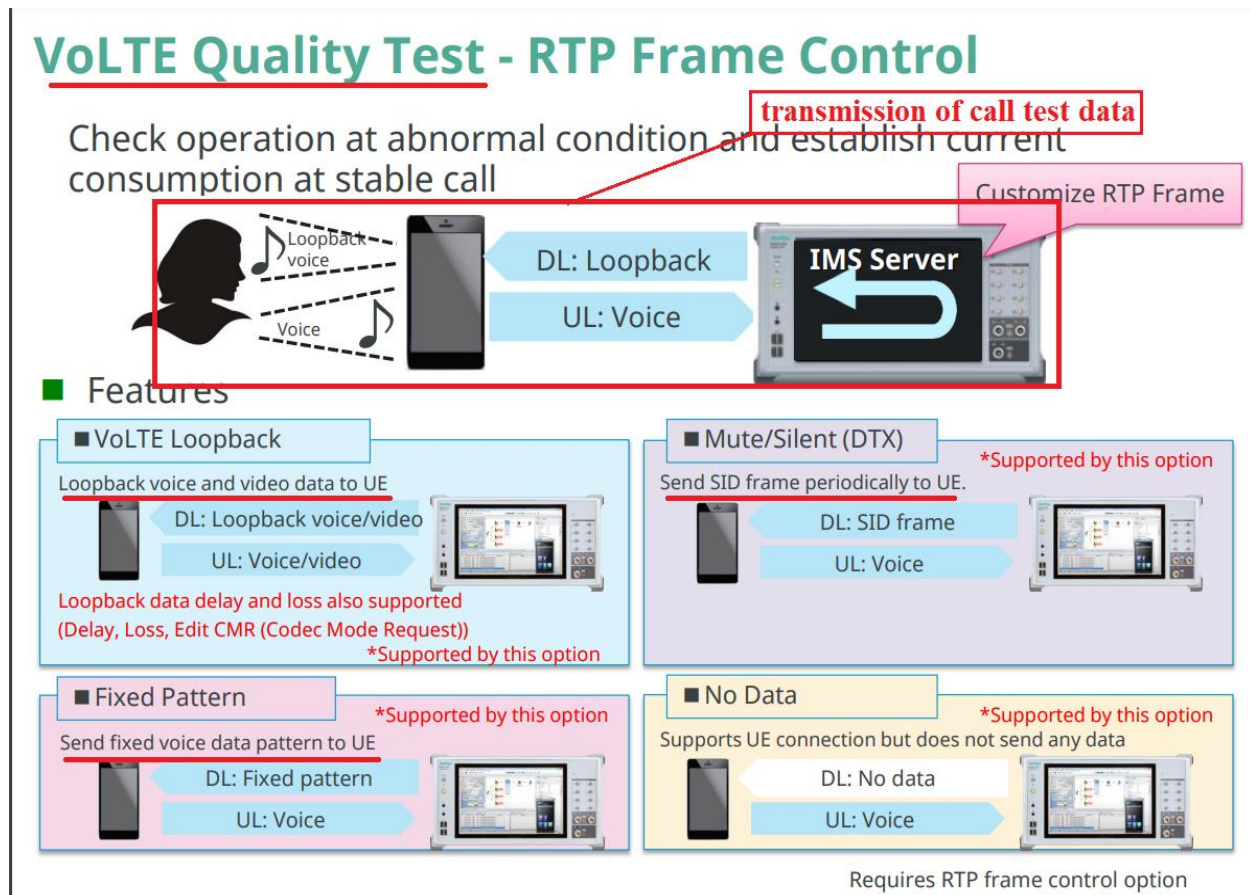 VoLTE Quality Test - RTP Frame Control
transmission of call test data
Check operation at abnormal condition and establish current
consumption at stable call
Customize RTP Frame
Loopback
voice
DL: Loopback
IMS Server
UL: Voice
Voice
■ Features
■ VoLTE Loopback
Loopback voice and video data to UE
DL: Loopback voice/video
UL: Voice/video
Loopback data delay and loss also supported
(Delay, Loss, Edit CMR (Codec Mode Request))
*Supported by this option
■ Mute/Silent (DTX)
*Supported by this option
Send SID frame periodically to UE.
DL: SID frame
UL: Voice
■ Fixed Pattern
*Supported by this option
Send fixed voice data pattern to UE
DL: Fixed pattern
UL: Voice
■ No Data
*Supported by this option
Supports UE connection but does not send any data
DL: No data
UL: Voice
Requires RTP frame control option